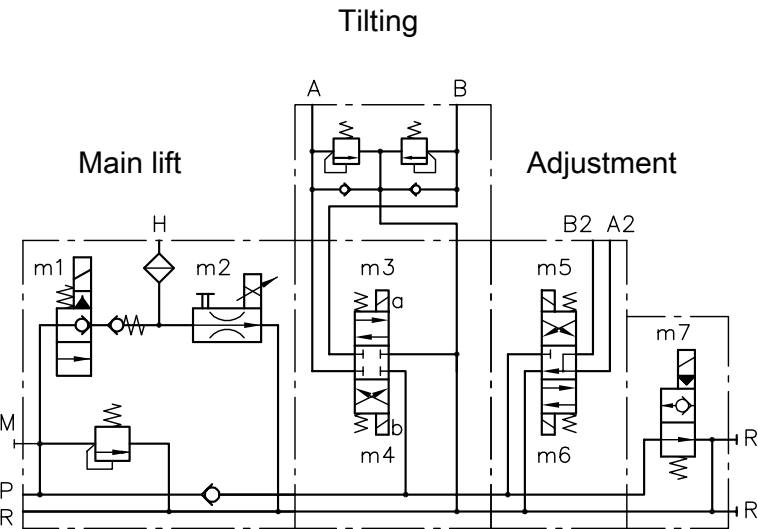 Tilting
A B
Main lift
Adjustment
H
B2 A2
m1
m2
m3
m5
a
m7
M
b
R
m4
m6
P
R
R